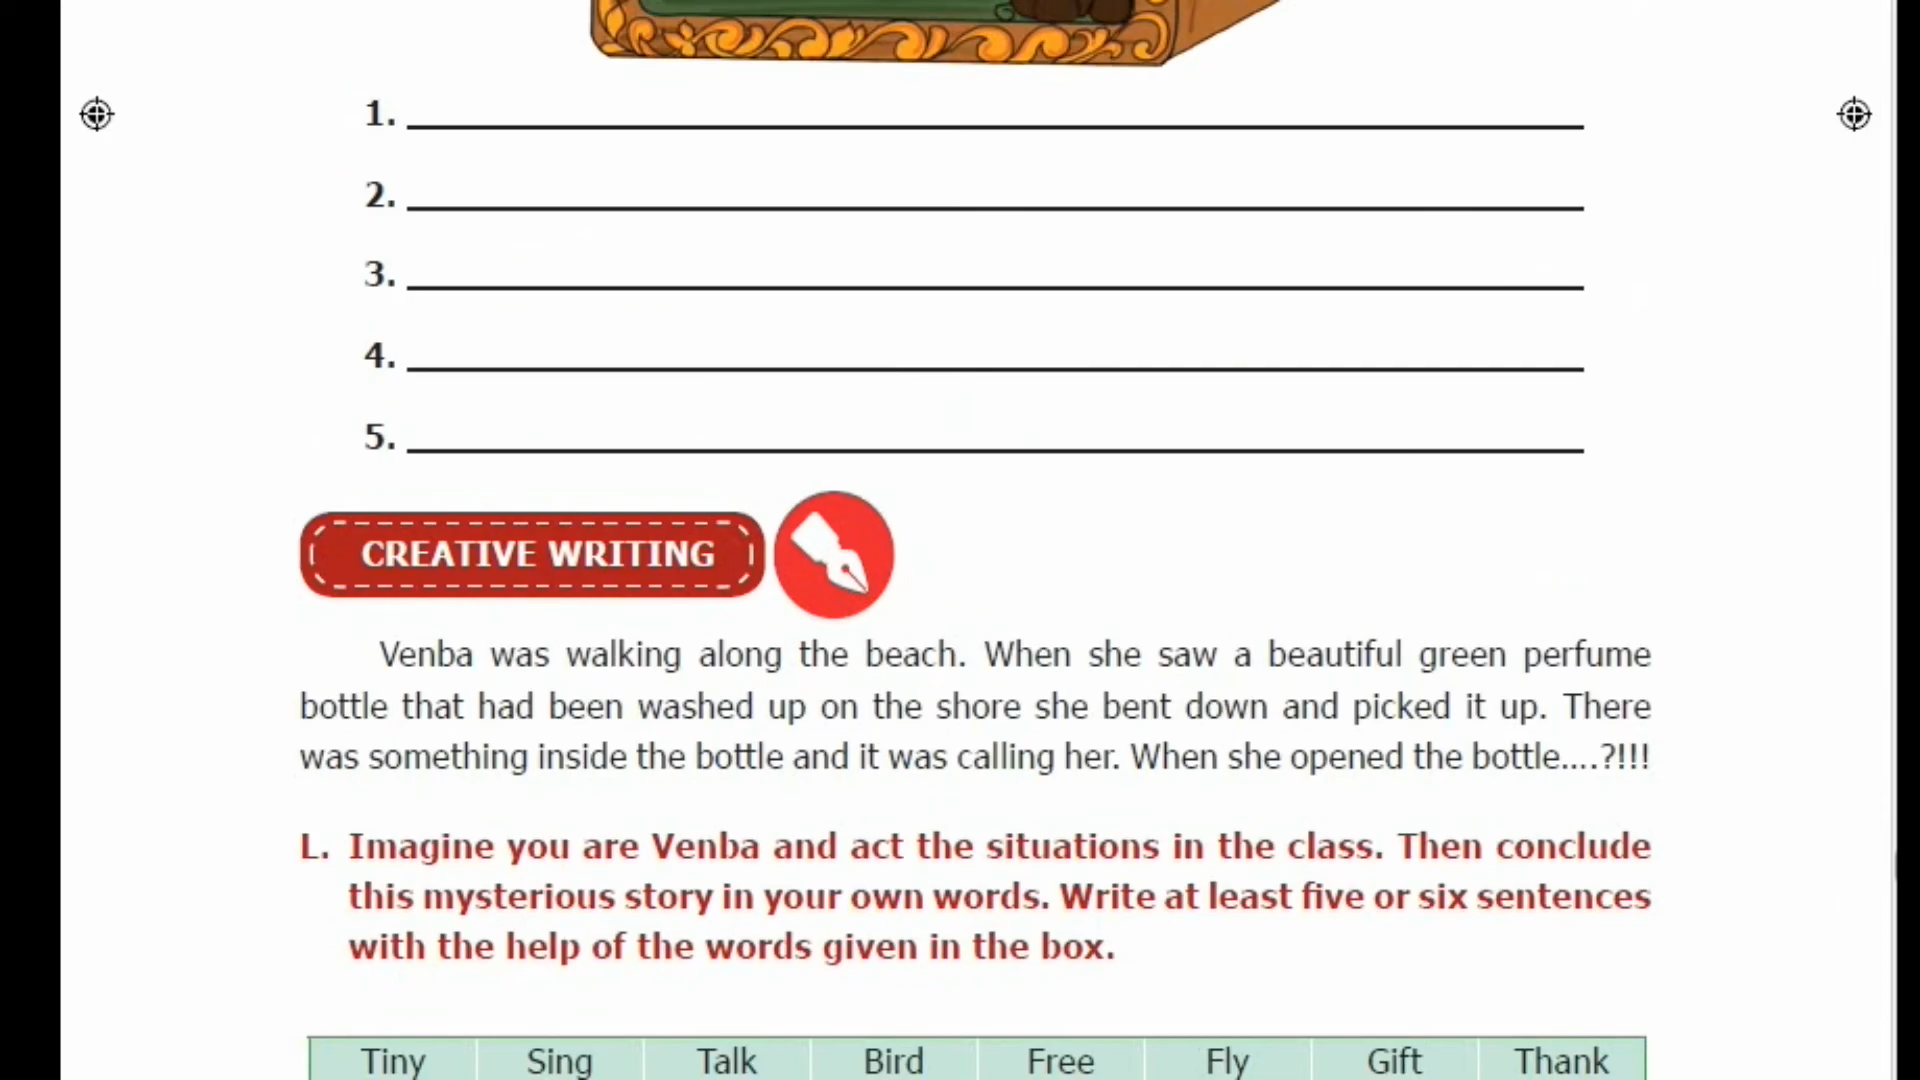 1.
2.
3.
4.
5.
CREATIVE WRITING
Venba was walking along the beach. When she saw a beautiful green perfume
bottle that had been washed up on the shore she bent down and picked it up. There
was something inside the bottle and it was calling her. When she opened the bottle....?!!!
L. Imagine you are Venba and act the situations in the class. Then conclude
this mysterious story in your own words. Write at least five or six sentences
with the help of the words given in the box.
Tiny Sing Talk Bird Free Fly Gift Thank